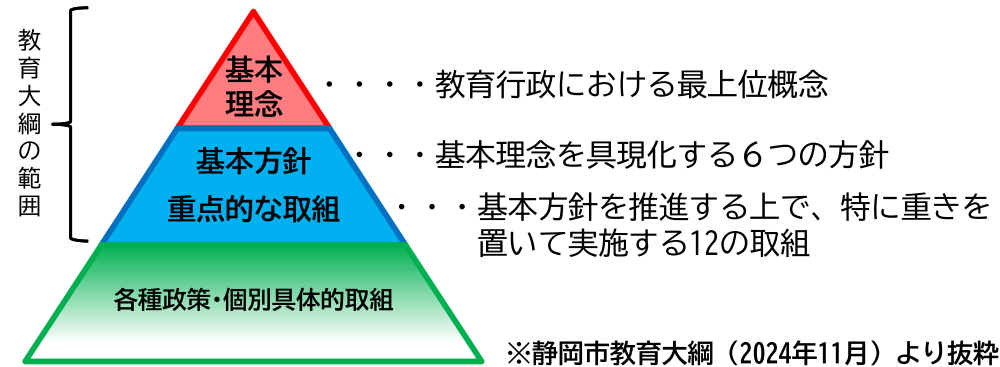 教育大綱の範囲
基本
理念
・・・・教育行政における最上位概念
基本方針
・・・基本理念を具現化する６つの方針
重点的な取組
・・・基本方針を推進する上で、特に重きを
置いて実施する12の取組
各種政策・個別具体的取組
※静岡市教育大綱（2024年11月）より抜粋